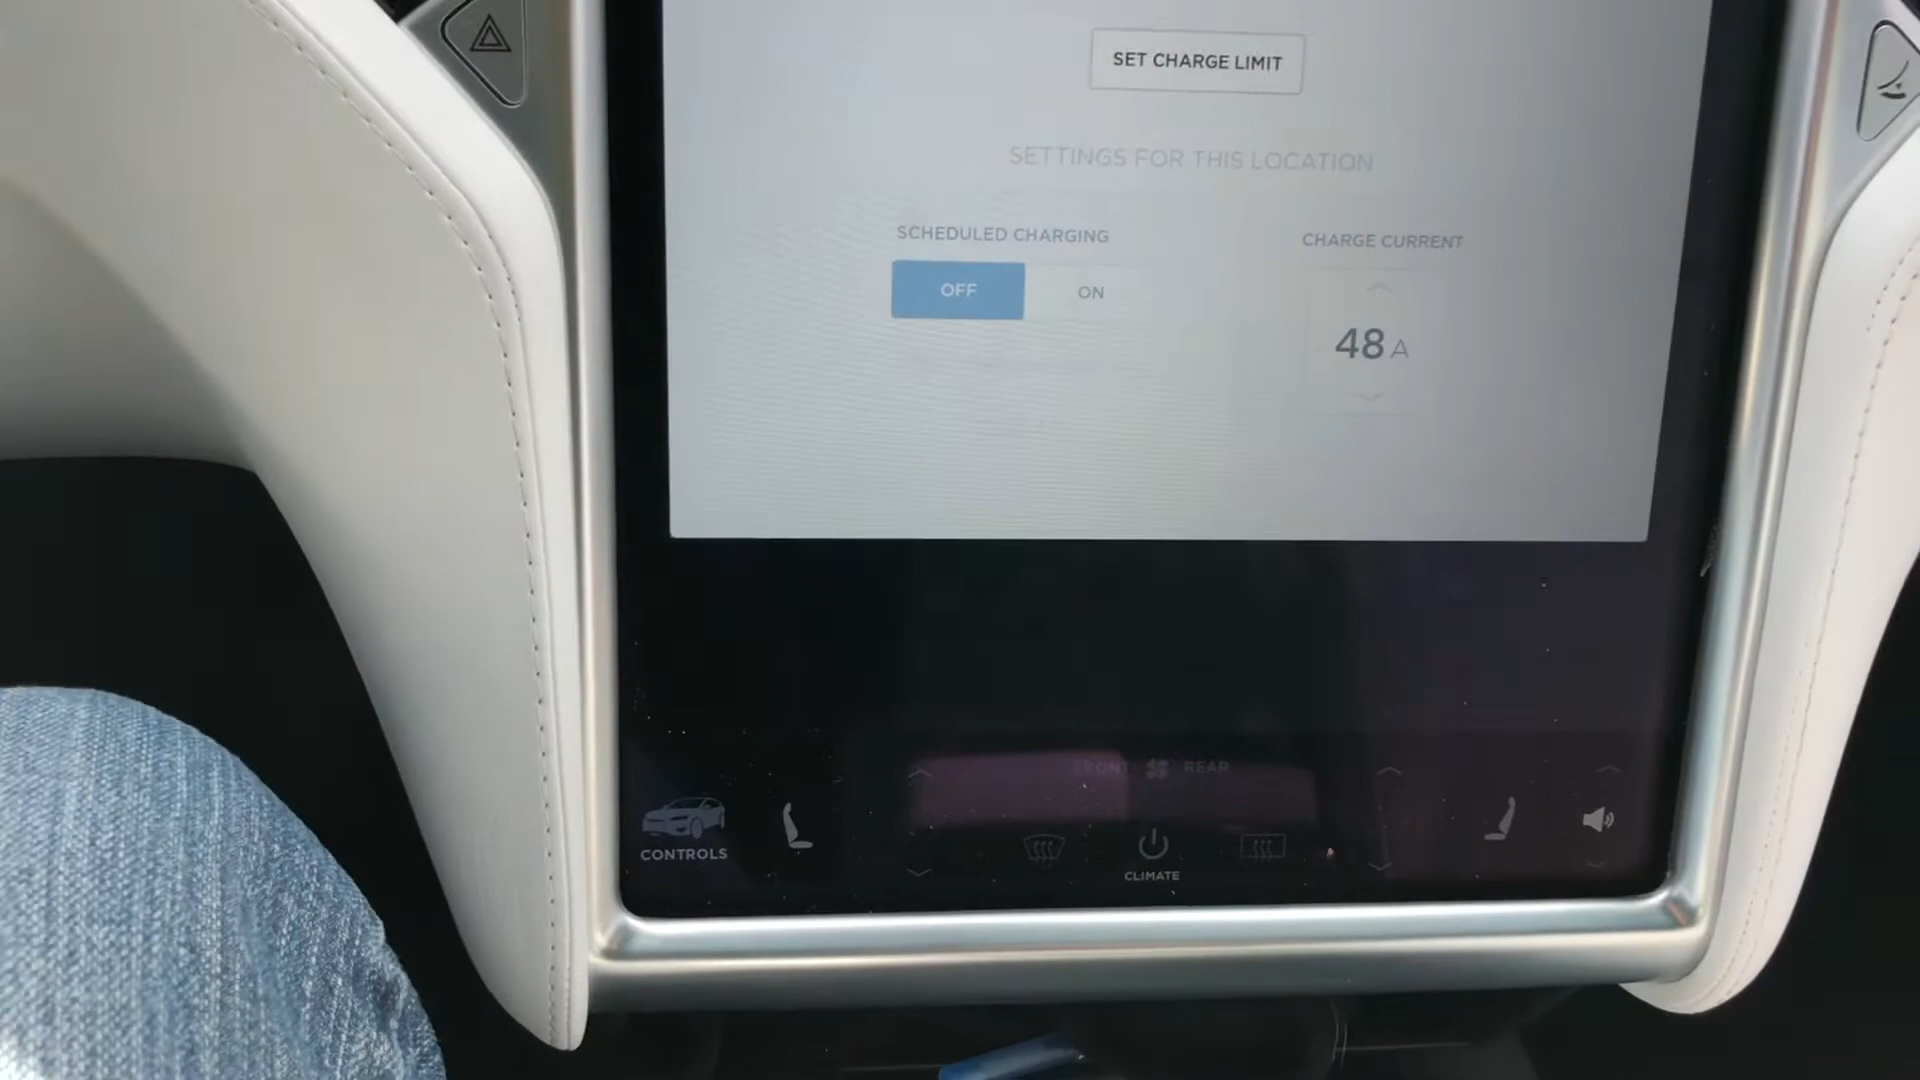 SET CHARGE LIMIT
SETTINGS FOR THIS LOCATION
SCHEDULED CHARGING
CHARGE CURRENT
OFF
ON
48 A
FRONT REAR
CONTROLS
CLIMATE